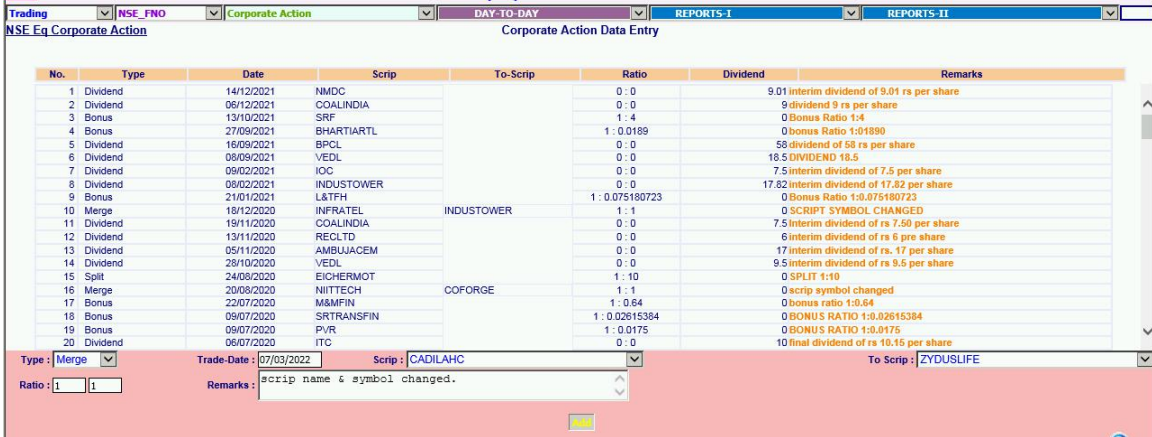 Trading NSE_FNO Corporate Action DAY-TO-DAY REPORTS-I REPORTS-II
NSE Eq Corporate Action Corporate Action Data Entry
No. Type Date Scrip To-Scrip Ratio Dividend Remarks
1 Dividend 14/12/2021 NMDC 0 : 0 9.01 interim dividend of 9.01 rs per share
2 Dividend 06/12/2021 COALINDIA 0 : 0 9 dividend 9 rs per share
3 Bonus 13/10/2021 SRF 1 : 4 0 Bonus Ratio 1:4
4 Bonus 27/09/2021 BHARTIARTL 1 : 0.0189 0 bonus Ratio 1:01890
5 Dividend 16/09/2021 BPCL 0 : 0 58 dividend of 58 rs per share
6 Dividend 08/09/2021 VEDL 0 : 0 18.5 DIVIDEND 18.5
7 Dividend 09/02/2021 IOC 0 : 0 7.5 interim dividend of 7.5 per share
8 Dividend 08/02/2021 INDUSTOWER 0 : 0 17.82 interim dividend of 17.82 per share
9 Bonus 21/01/2021 L&TFH 1 : 0.075180723 0 Bonus Ratio 1:0.075180723
10 Merge 18/12/2020 INFRATEL INDUSTOWER 1 : 1 0 SCRIPT SYMBOL CHANGED
11 Dividend 19/11/2020 COALINDIA 0 : 0 7.5 interim dividend of rs 7.50 per share
12 Dividend 13/11/2020 RECLTD 0 : 0 6 interim dividend of rs 6 pre share
13 Dividend 05/11/2020 AMBUJACEM 0 : 0 17 interim dividend of rs. 17 per share
14 Dividend 28/10/2020 VEDL 0 : 0 9.5 interim dividend of rs 9.5 per share
15 Split 24/08/2020 EICHERMOT 1 : 10 0 SPLIT 1:10
16 Merge 20/08/2020 NIITTECH COFORGE 1 : 1 0 scrip symbol changed
17 Bonus 22/07/2020 M&MFIN 1 : 0.64 0 bonus ratio 1:0.64
18 Bonus 09/07/2020 SRTRANSFIN 1 : 0.02615384 0 BONUS RATIO 1:0.02615384
19 Bonus 09/07/2020 PVR 1 : 0.0175 0 BONUS RATIO 1:0.0175
20 Dividend 06/07/2020 ITC 0 : 0 10 final dividend of rs 10.15 per share
Type : Merge Trade-Date : 07/03/2022 Scrip : CADILAHC To Scrip : ZYDUSLIFE
Ratio : 1 1 Remarks : scrip name & symbol changed.
Add